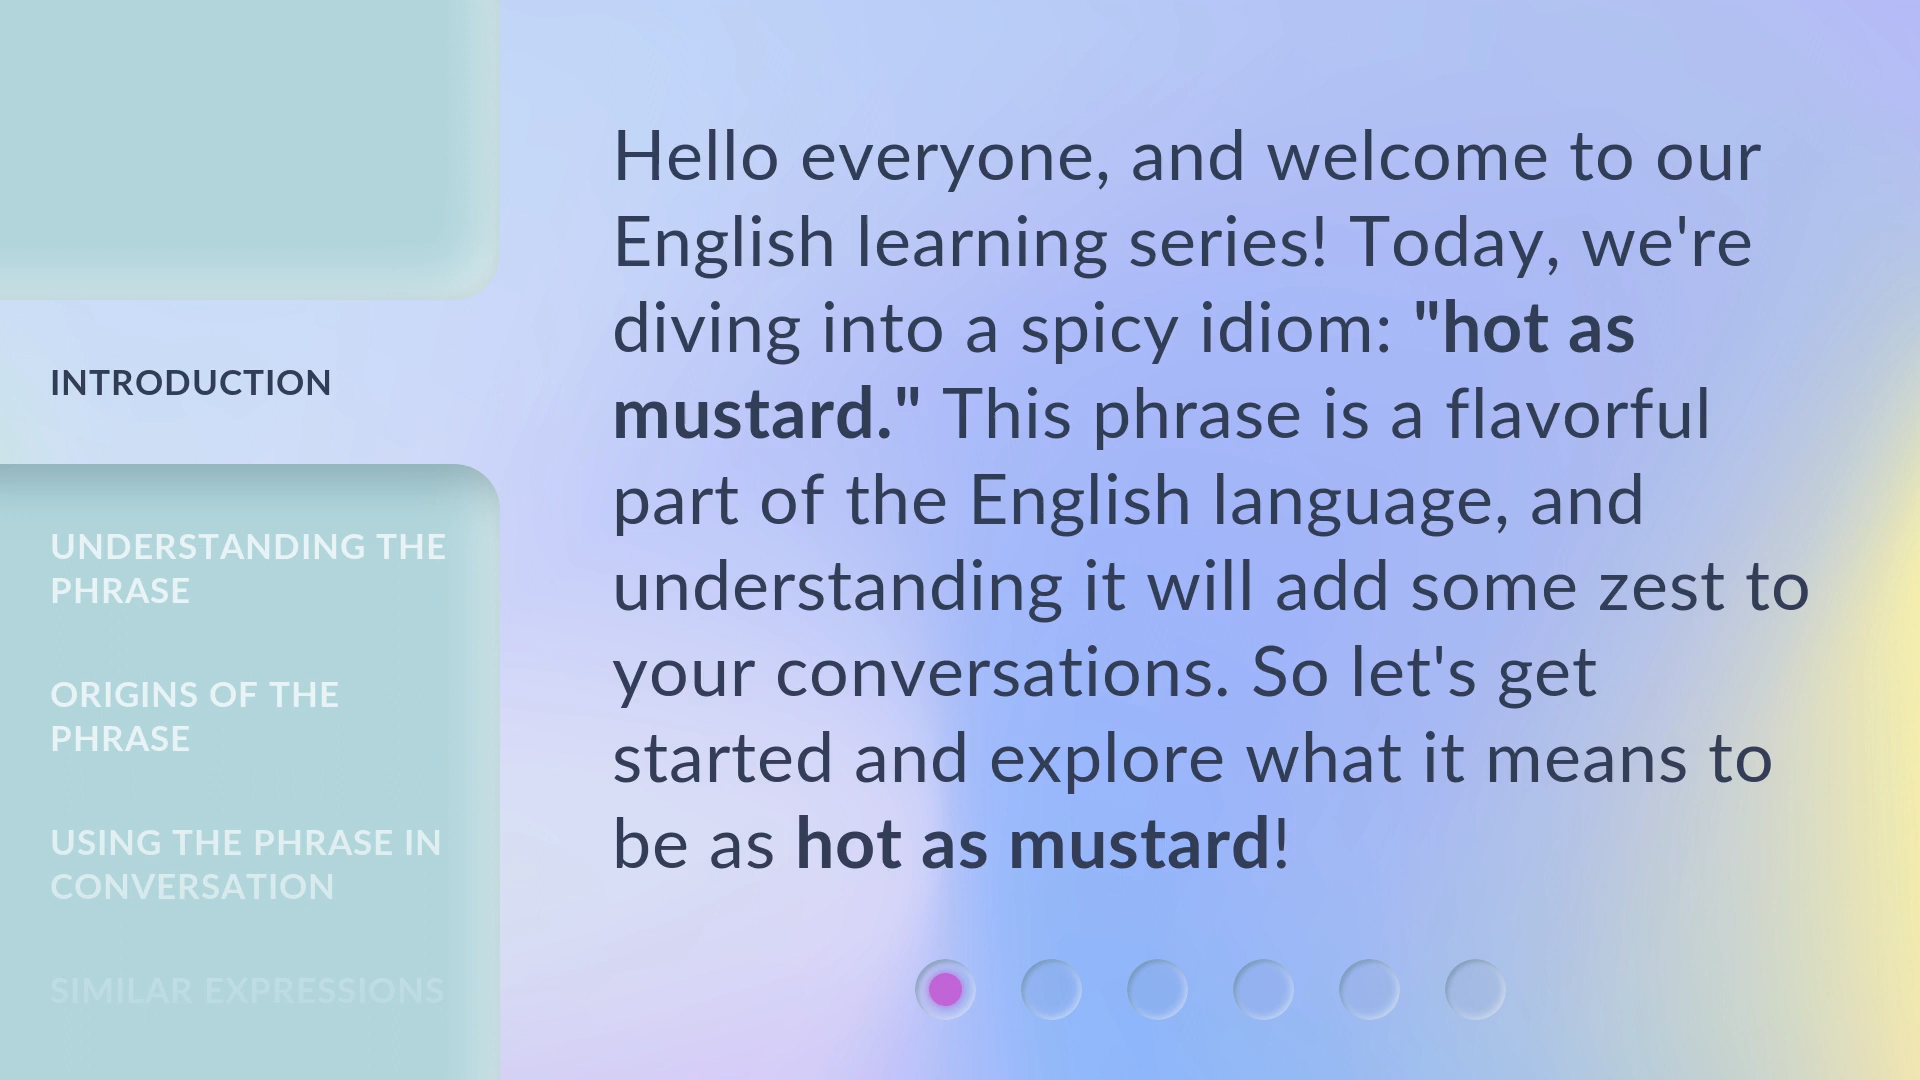 INTRODUCTION
UNDERSTANDING THE
PHRASE
ORIGINS OF THE
PHRASE
USING THE PHRASE IN
CONVERSATION
SIMILAR EXPRESSIONS
Hello everyone, and welcome to our
English learning series! Today, we're
diving into a spicy idiom: "hot as
mustard." This phrase is a flavorful
part of the English language, and
understanding it will add some zest to
your conversations. So let's get
started and explore what it means to
be as hot as mustard!